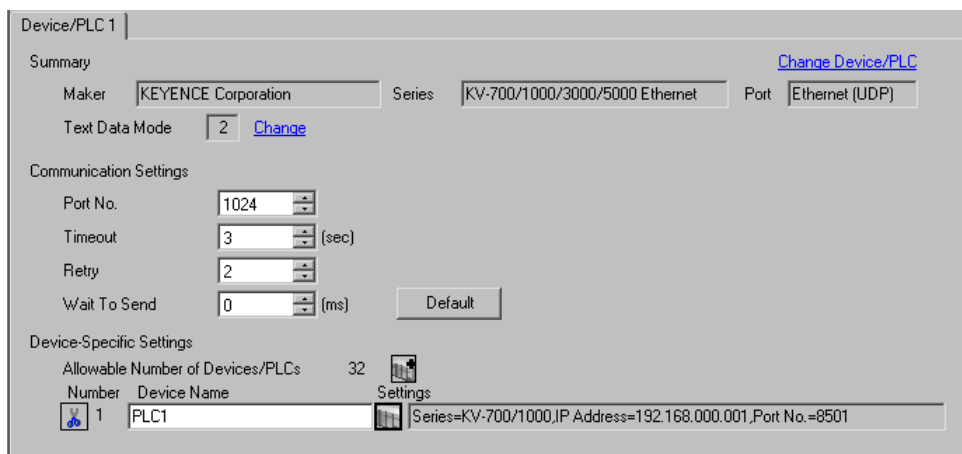 Device/PLC 1
Summary
Change Device/PLC
Maker KEYENCE Corporation Series KV-700/1000/3000/5000 Ethernet Port Ethernet (UDP)
Text Data Mode 2 Change
Communication Settings
Port No. 1024
Timeout 3 (sec)
Retry 2
Wait To Send 0 (ms) Default
Device-Specific Settings
Allowable Number of Devices/PLCs 32
Number Device Name Settings
1 PLC1 Series=KV-700/1000,IP Address=192.168.000.001,Port No.=8501